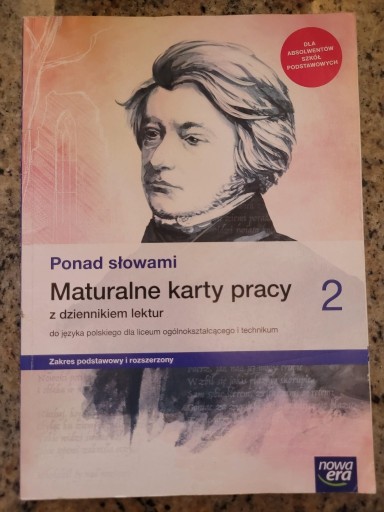 DLA
ABSOLWENTÓW
SZKÓŁ
PODSTAWOWYCH
Ponad słowami
Maturalne karty pracy
z dziennikiem lektur
2
do języka polskiego dla liceum ogólnokształcącego i technikum
Zakres podstawowy i rozszerzony
nowa
era